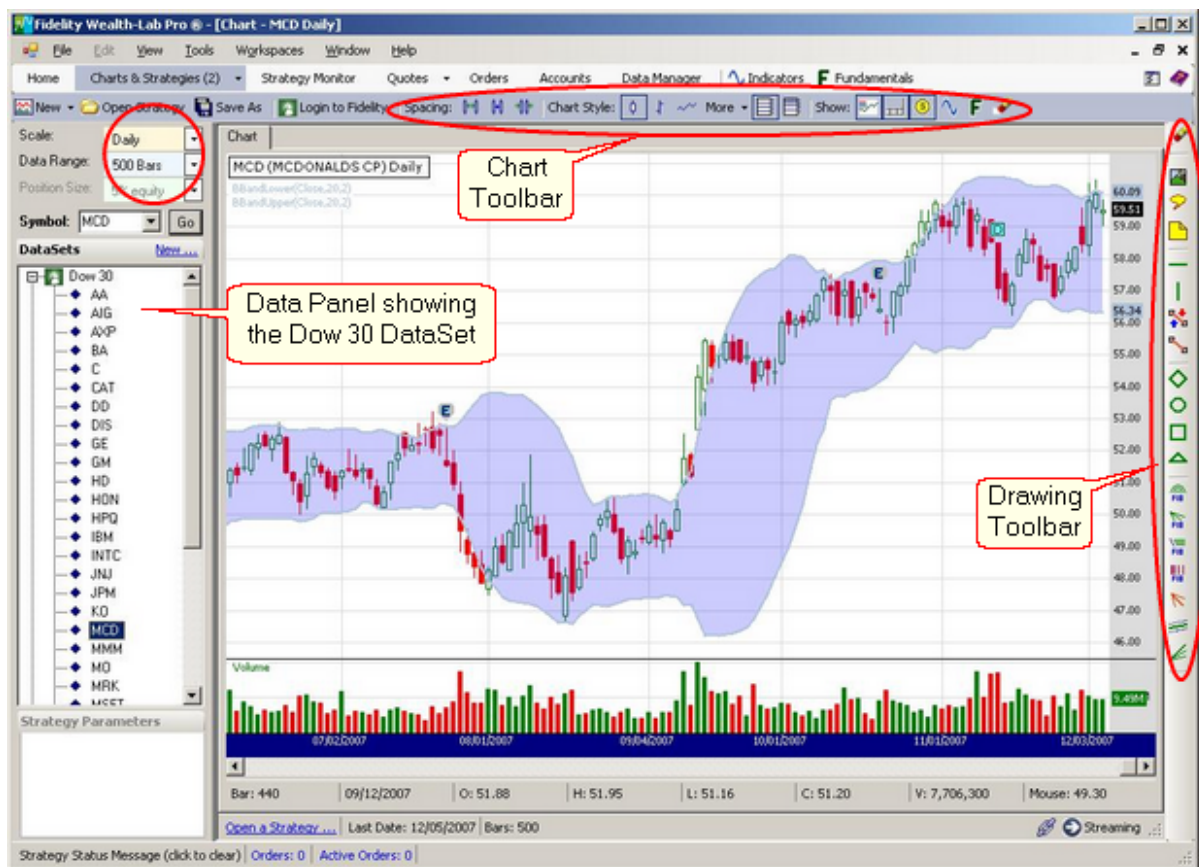 Fidelity Wealth-Lab Pro ® - [Chart - MCD Daily]
File Edit View Tools Workspaces Window Help
Home Charts & Strategies (2) Strategy Monitor Quotes Orders Accounts Data Manager Indicators F Fundamentals
New Open Strategy Save As Login to Fidelity Spacing: Chart Style: More Show: F
Scale: Daily
Data Range: 500 Bars
Position Size: 5% equity
Symbol: MCD Go
DataSets New ...
Dow 30
AA
AIG
AXP
BA
C
CAT
DD
DIS
GE
GM
HD
HON
HPQ
IBM
INTC
JNJ
JPM
KO
MCD
MMM
MO
MRK
MSFT
Strategy Parameters
Chart
MCD (MCDONALDS CP) Daily
BBandLower(Close,20,2)
BBandUpper(Close,20,2)
Chart
Toolbar
Data Panel showing
the Dow 30 DataSet
Drawing
Toolbar
E
E
D
60.09
59.51
59.00
58.00
57.00
56.34
56.00
55.00
54.00
53.00
52.00
51.00
50.00
49.00
48.00
47.00
46.00
FIB
FIB
FIB
FIB
Volume
9.49M
07/02/2007 08/01/2007 09/04/2007 10/01/2007 11/01/2007 12/03/2007
Bar: 440 09/12/2007 O: 51.88 H: 51.95 L: 51.16 C: 51.20 V: 7,706,300 Mouse: 49.30
Open a Strategy ... Last Date: 12/05/2007 Bars: 500 Streaming
Strategy Status Message (click to clear) Orders: 0 Active Orders: 0